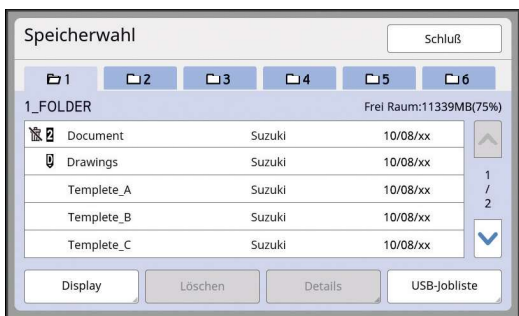 Speicherwahl
Schluß
1 2 3 4 5 6
1_FOLDER Frei Raum:11339MB(75%)
2 Document Suzuki 10/08/xx
Drawings Suzuki 10/08/xx
Templete_A Suzuki 10/08/xx
Templete_B Suzuki 10/08/xx
Templete_C Suzuki 10/08/xx
1
/
2
Display Löschen Details USB-Jobliste